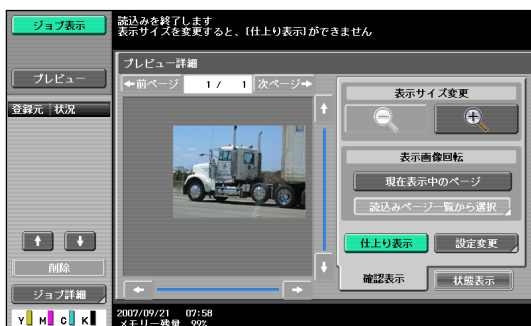 ジョブ表示
読込みを終了します
表示サイズを変更すると、[仕上り表示]ができません
プレビュー
登録元 状況
削除
ジョブ詳細
Y M C K
プレビュー詳細
前ページ 1 / 1 次ページ
表示サイズ変更
表示画像回転
現在表示中のページ
読込みページ一覧から選択
仕上り表示 設定変更
確認表示 状態表示
2007/09/21 07:58
メモリー残量 99%